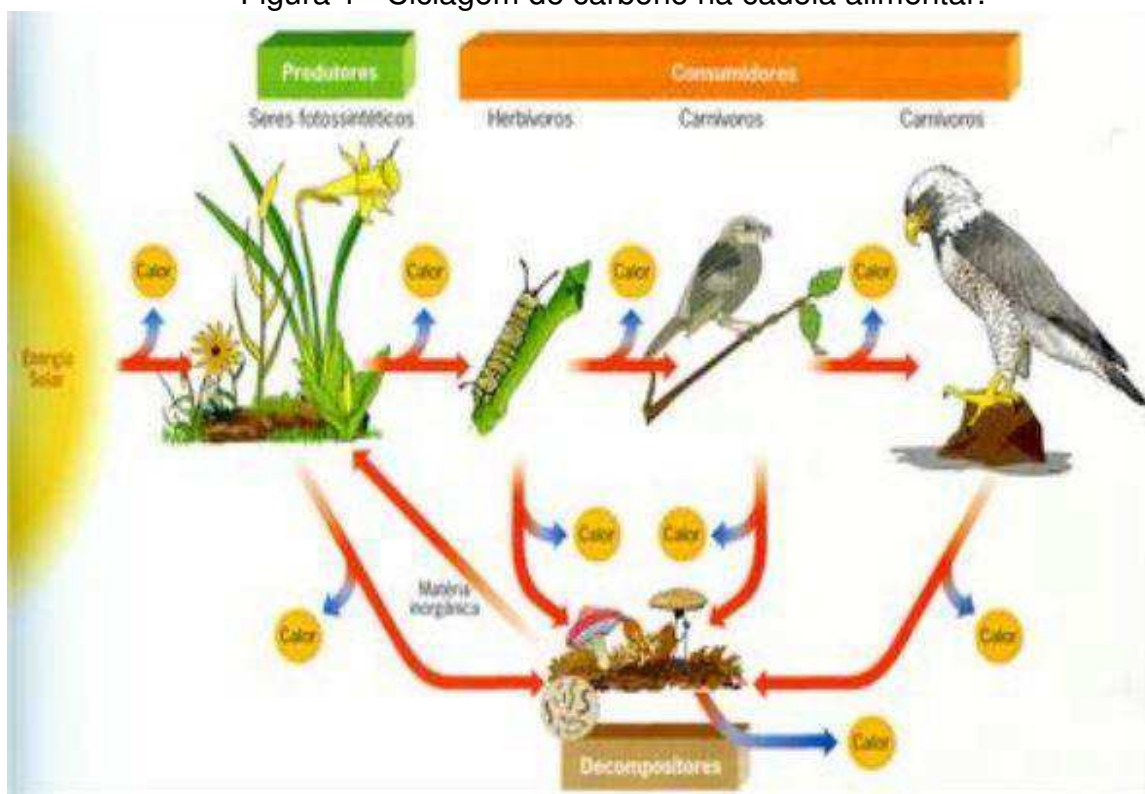 Figura 1 - Ciclagem do carbono na cadeia alimentar.
Produtores
Consumidores
Seres fotossintéticos
Herbívoros
Carnívoros
Carnívoros
Calor
Calor
Calor
Calor
Energia
Solar
Calor
Calor
Matéria
inorgânica
Calor
Calor
Calor
Decompositores